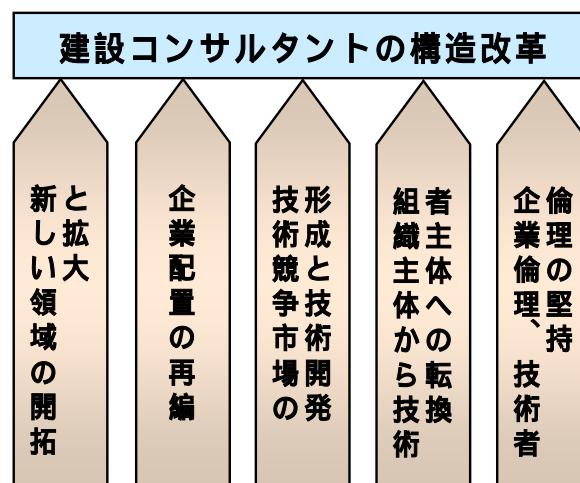 建設コンサルタントの構造改革
新しい領域の開拓
と拡大
企業配置の再編
技術競争市場の
形成と技術開発
組織主体から技術
者主体への転換
企業倫理、技術者
倫理の堅持